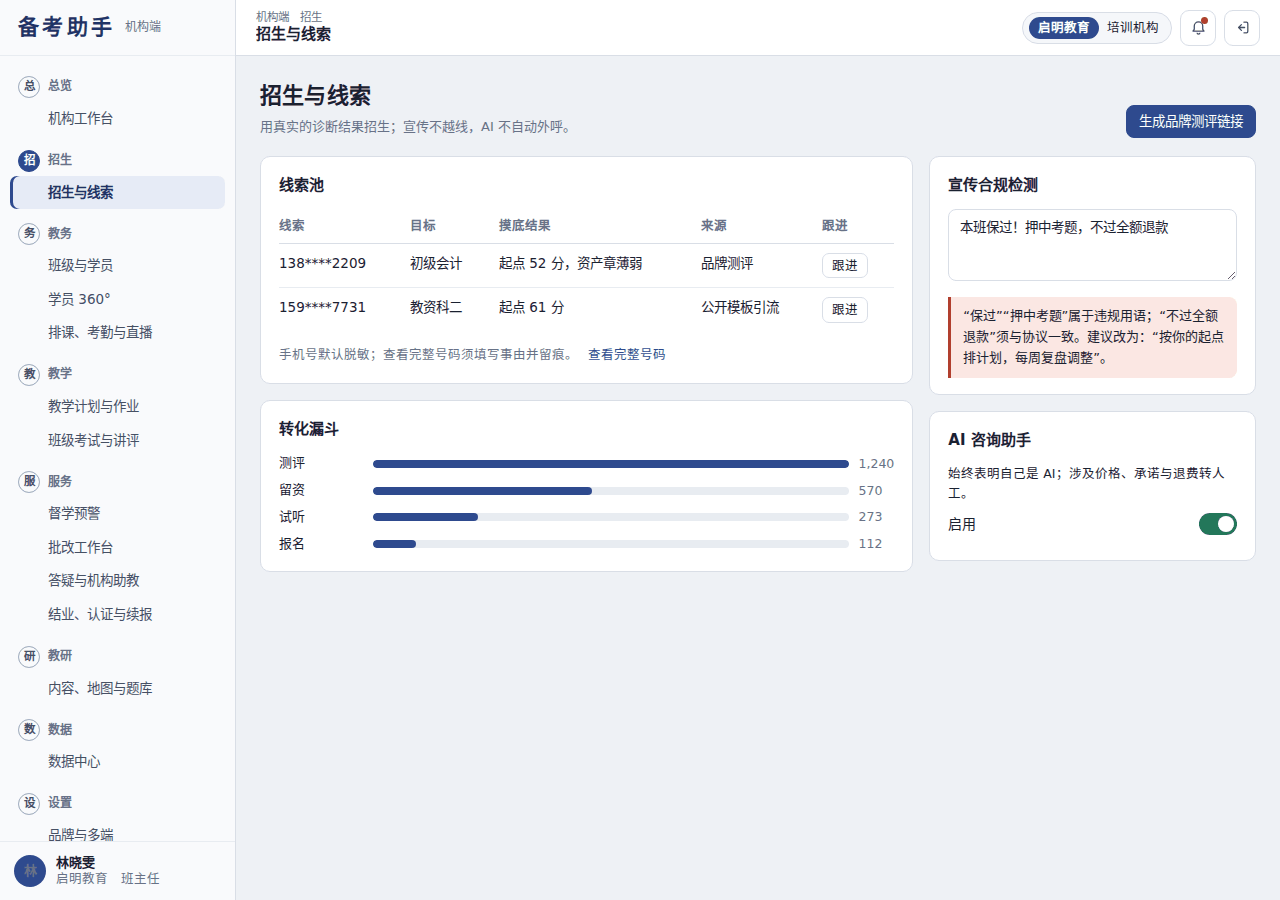 备考助手 机构端
总 总览
机构工作台
招 招生
招生与线索
务 教务
班级与学员
学员 360°
排课、考勤与直播
教 教学
教学计划与作业
班级考试与讲评
服 服务
督学预警
批改工作台
答疑与机构助教
结业、认证与续报
研 教研
内容、地图与题库
数 数据
数据中心
设 设置
品牌与多端
林 林晓雯
启明教育 班主任
机构端 招生
招生与线索
启明教育 培训机构
招生与线索
用真实的诊断结果招生；宣传不越线，AI 不自动外呼。
生成品牌测评链接
线索池
线索 目标 摸底结果 来源 跟进
138****2209 初级会计 起点 52 分，资产章薄弱 品牌测评 跟进
159****7731 教资科二 起点 61 分 公开模板引流 跟进
手机号默认脱敏；查看完整号码须填写事由并留痕。 查看完整号码
转化漏斗
测评 1,240
留资 570
试听 273
报名 112
宣传合规检测
本班保过！押中考题，不过全额退款
“保过”“押中考题”属于违规用语；“不过全额
退款”须与协议一致。建议改为：“按你的起点
排计划，每周复盘调整”。
AI 咨询助手
始终表明自己是 AI；涉及价格、承诺与退费转人
工。
启用